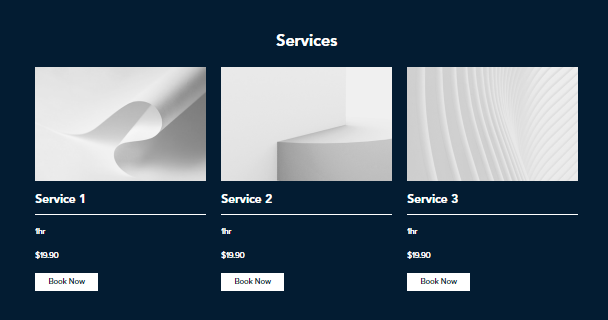 Services
Service 1
1hr
$19.90
Book Now
Service 2
1hr
$19.90
Book Now
Service 3
1hr
$19.90
Book Now